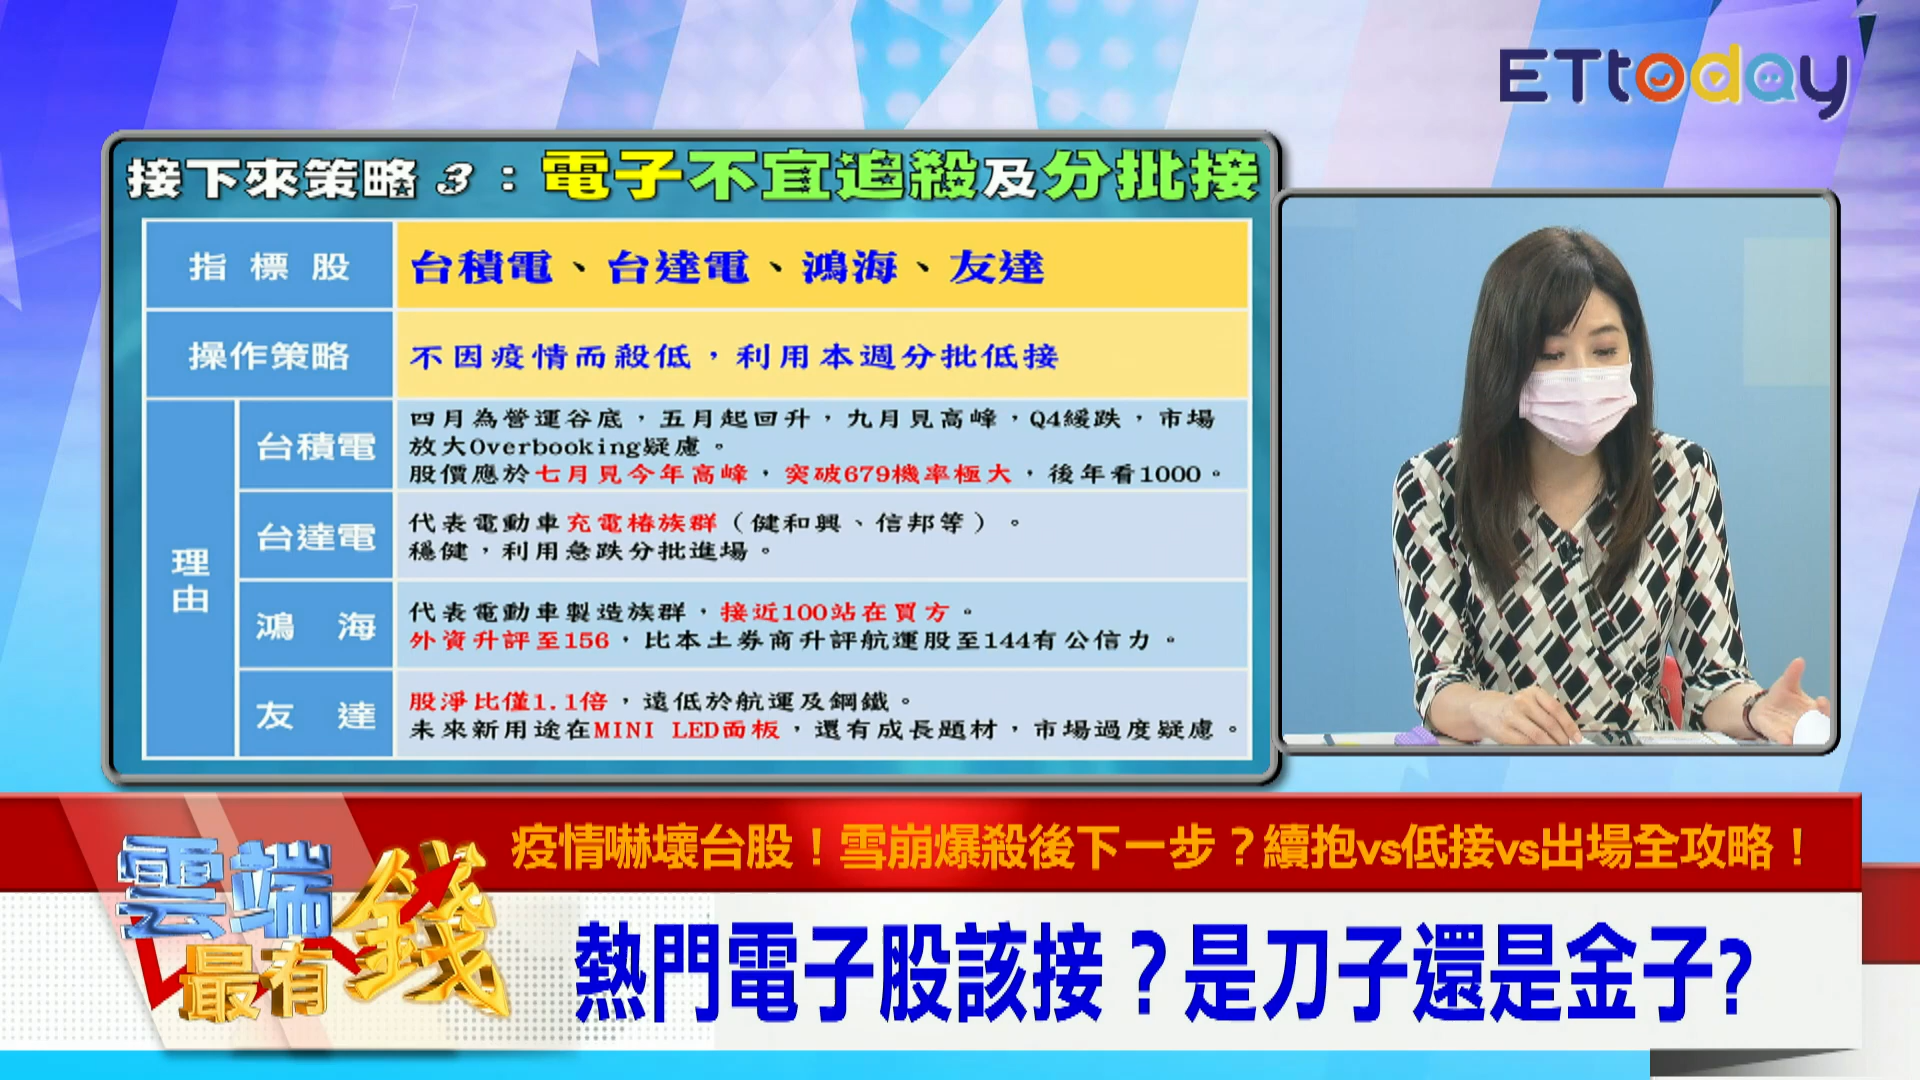 ETtoday
接下來策略3：電子不宜追殺及分批接
指標股
台積電、台達電、鴻海、友達
操作策略
不因疫情而殺低，利用本週分批低接
理由
台積電
四月為營運谷底，五月起回升，九月見高峰，Q4緩跌，市場
放大Overbooking疑慮。
股價應於七月見今年高峰，突破679機率極大，後年看1000。
台達電
代表電動車充電樁族群（健和興、信邦等）。
穩健，利用急跌分批進場。
鴻海
代表電動車製造族群，接近100站在買方。
外資升評至156，比本土券商升評航運股至144有公信力。
友達
股淨比僅1.1倍，遠低於航運及鋼鐵。
未來新用途在MINI LED面板，還有成長題材，市場過度疑慮。
疫情嚇壞台股！雪崩爆殺後下一步？續抱vs低接vs出場全攻略！
雲端最有錢
熱門電子股該接？是刀子還是金子?